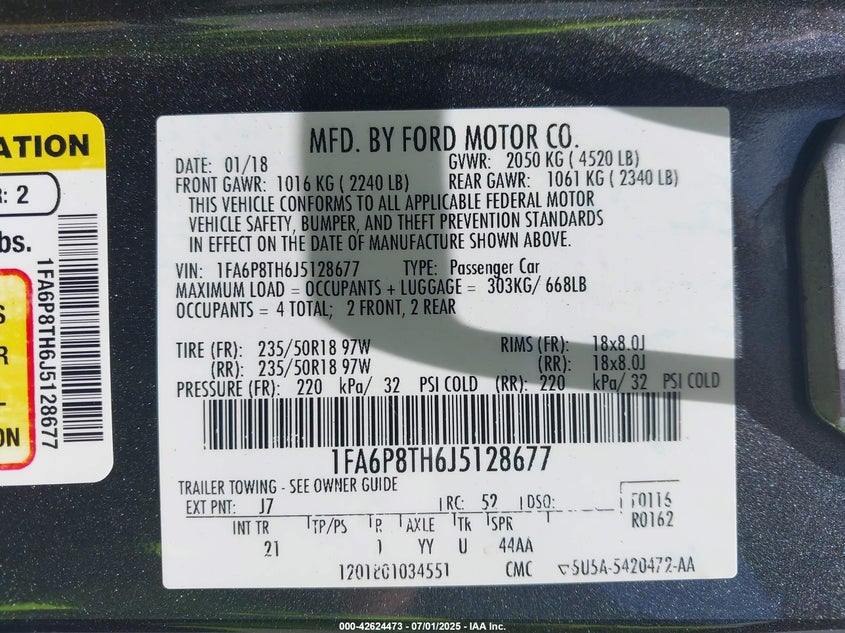 ATION
R: 2
bs.
1FA6P8TH6J5128677
S
R
L
ON
MFD. BY FORD MOTOR CO.
DATE: 01/18 GVWR: 2050 KG ( 4520 LB)
FRONT GAWR: 1016 KG ( 2240 LB) REAR GAWR: 1061 KG ( 2340 LB)
THIS VEHICLE CONFORMS TO ALL APPLICABLE FEDERAL MOTOR
VEHICLE SAFETY, BUMPER, AND THEFT PREVENTION STANDARDS
IN EFFECT ON THE DATE OF MANUFACTURE SHOWN ABOVE.
VIN: 1FA6P8TH6J5128677 TYPE: Passenger Car
MAXIMUM LOAD = OCCUPANTS + LUGGAGE = 303KG/ 668LB
OCCUPANTS = 4 TOTAL; 2 FRONT, 2 REAR
TIRE (FR): 235/50R18 97W RIMS (FR): 18x8.0J
(RR): 235/50R18 97W (RR): 18x8.0J
PRESSURE (FR): 220 kPa/ 32 PSI COLD (RR): 220 kPa/ 32 PSI COLD
1FA6P8TH6J5128677
TRAILER TOWING - SEE OWNER GUIDE
EXT PNT: J7 RC: 52 DSO: T0116
R0162
INT TR TP/PS R AXLE TR SPR
21 1 YY U 44AA
1201801034551 CMC 5U5A-5420472-AA
000-42624473 - 07/01/2025 - IAA Inc.